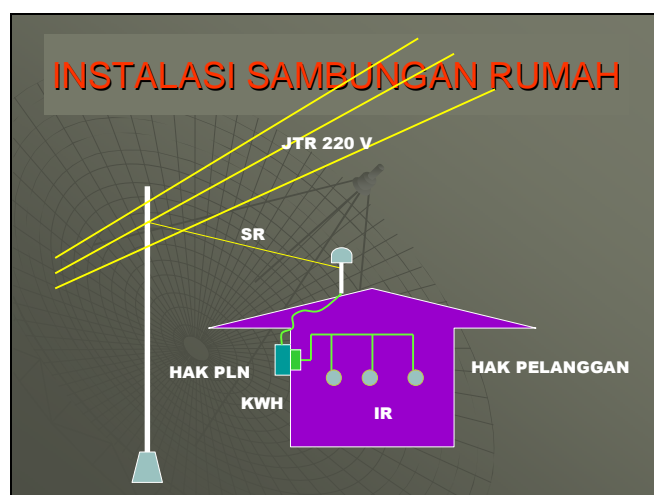 INSTALASI SAMBUNGAN RUMAH
JTR 220 V
SR
HAK PLN
HAK PELANGGAN
KWH
IR